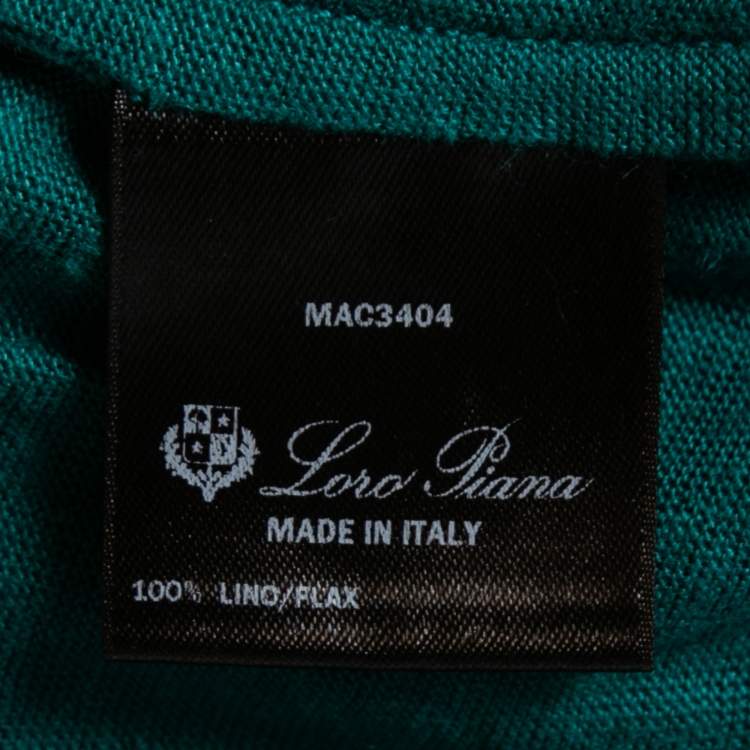 MAC3404
Loro Piana
MADE IN ITALY
100% LINO/FLAX